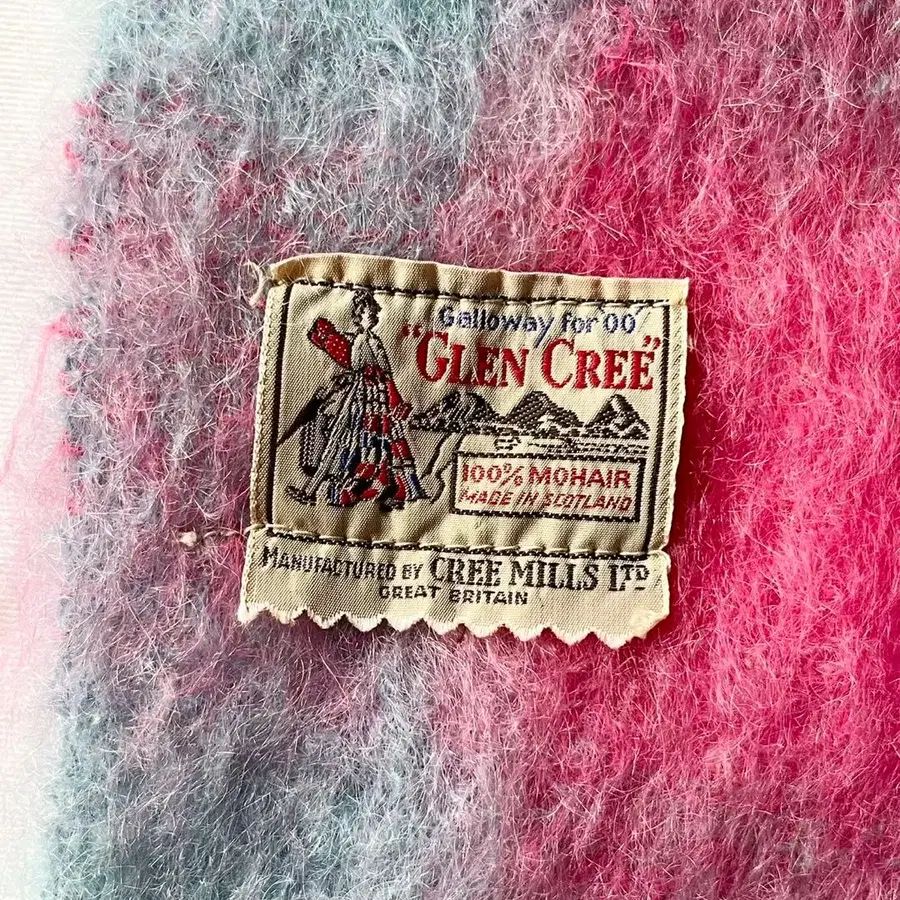 Galloway for '00'
"GLEN CREE"
100% MOHAIR
MADE IN SCOTLAND
MANUFACTURED BY CREE MILLS LTD
GREAT BRITAIN